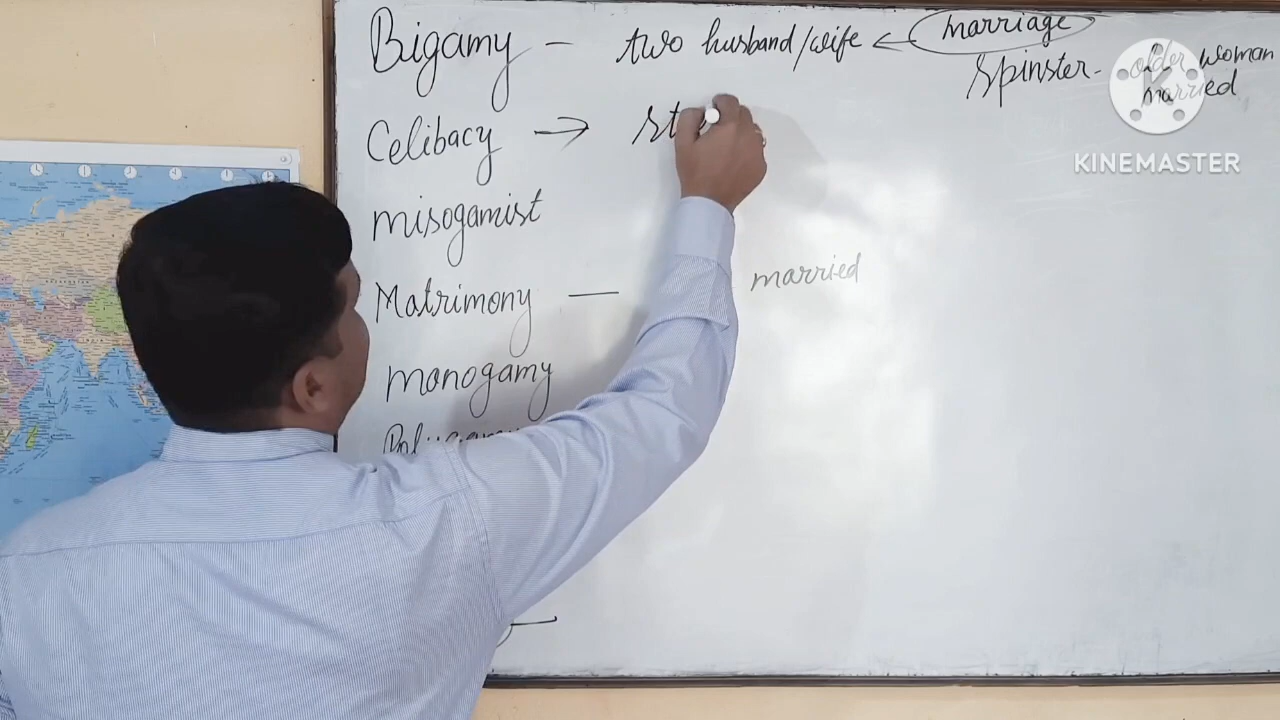 Bigamy – two husband/wife ← marriage
Spinster - older woman
married
Celibacy → st
misogamist
Matrimony — married
monogamy
KINEMASTER